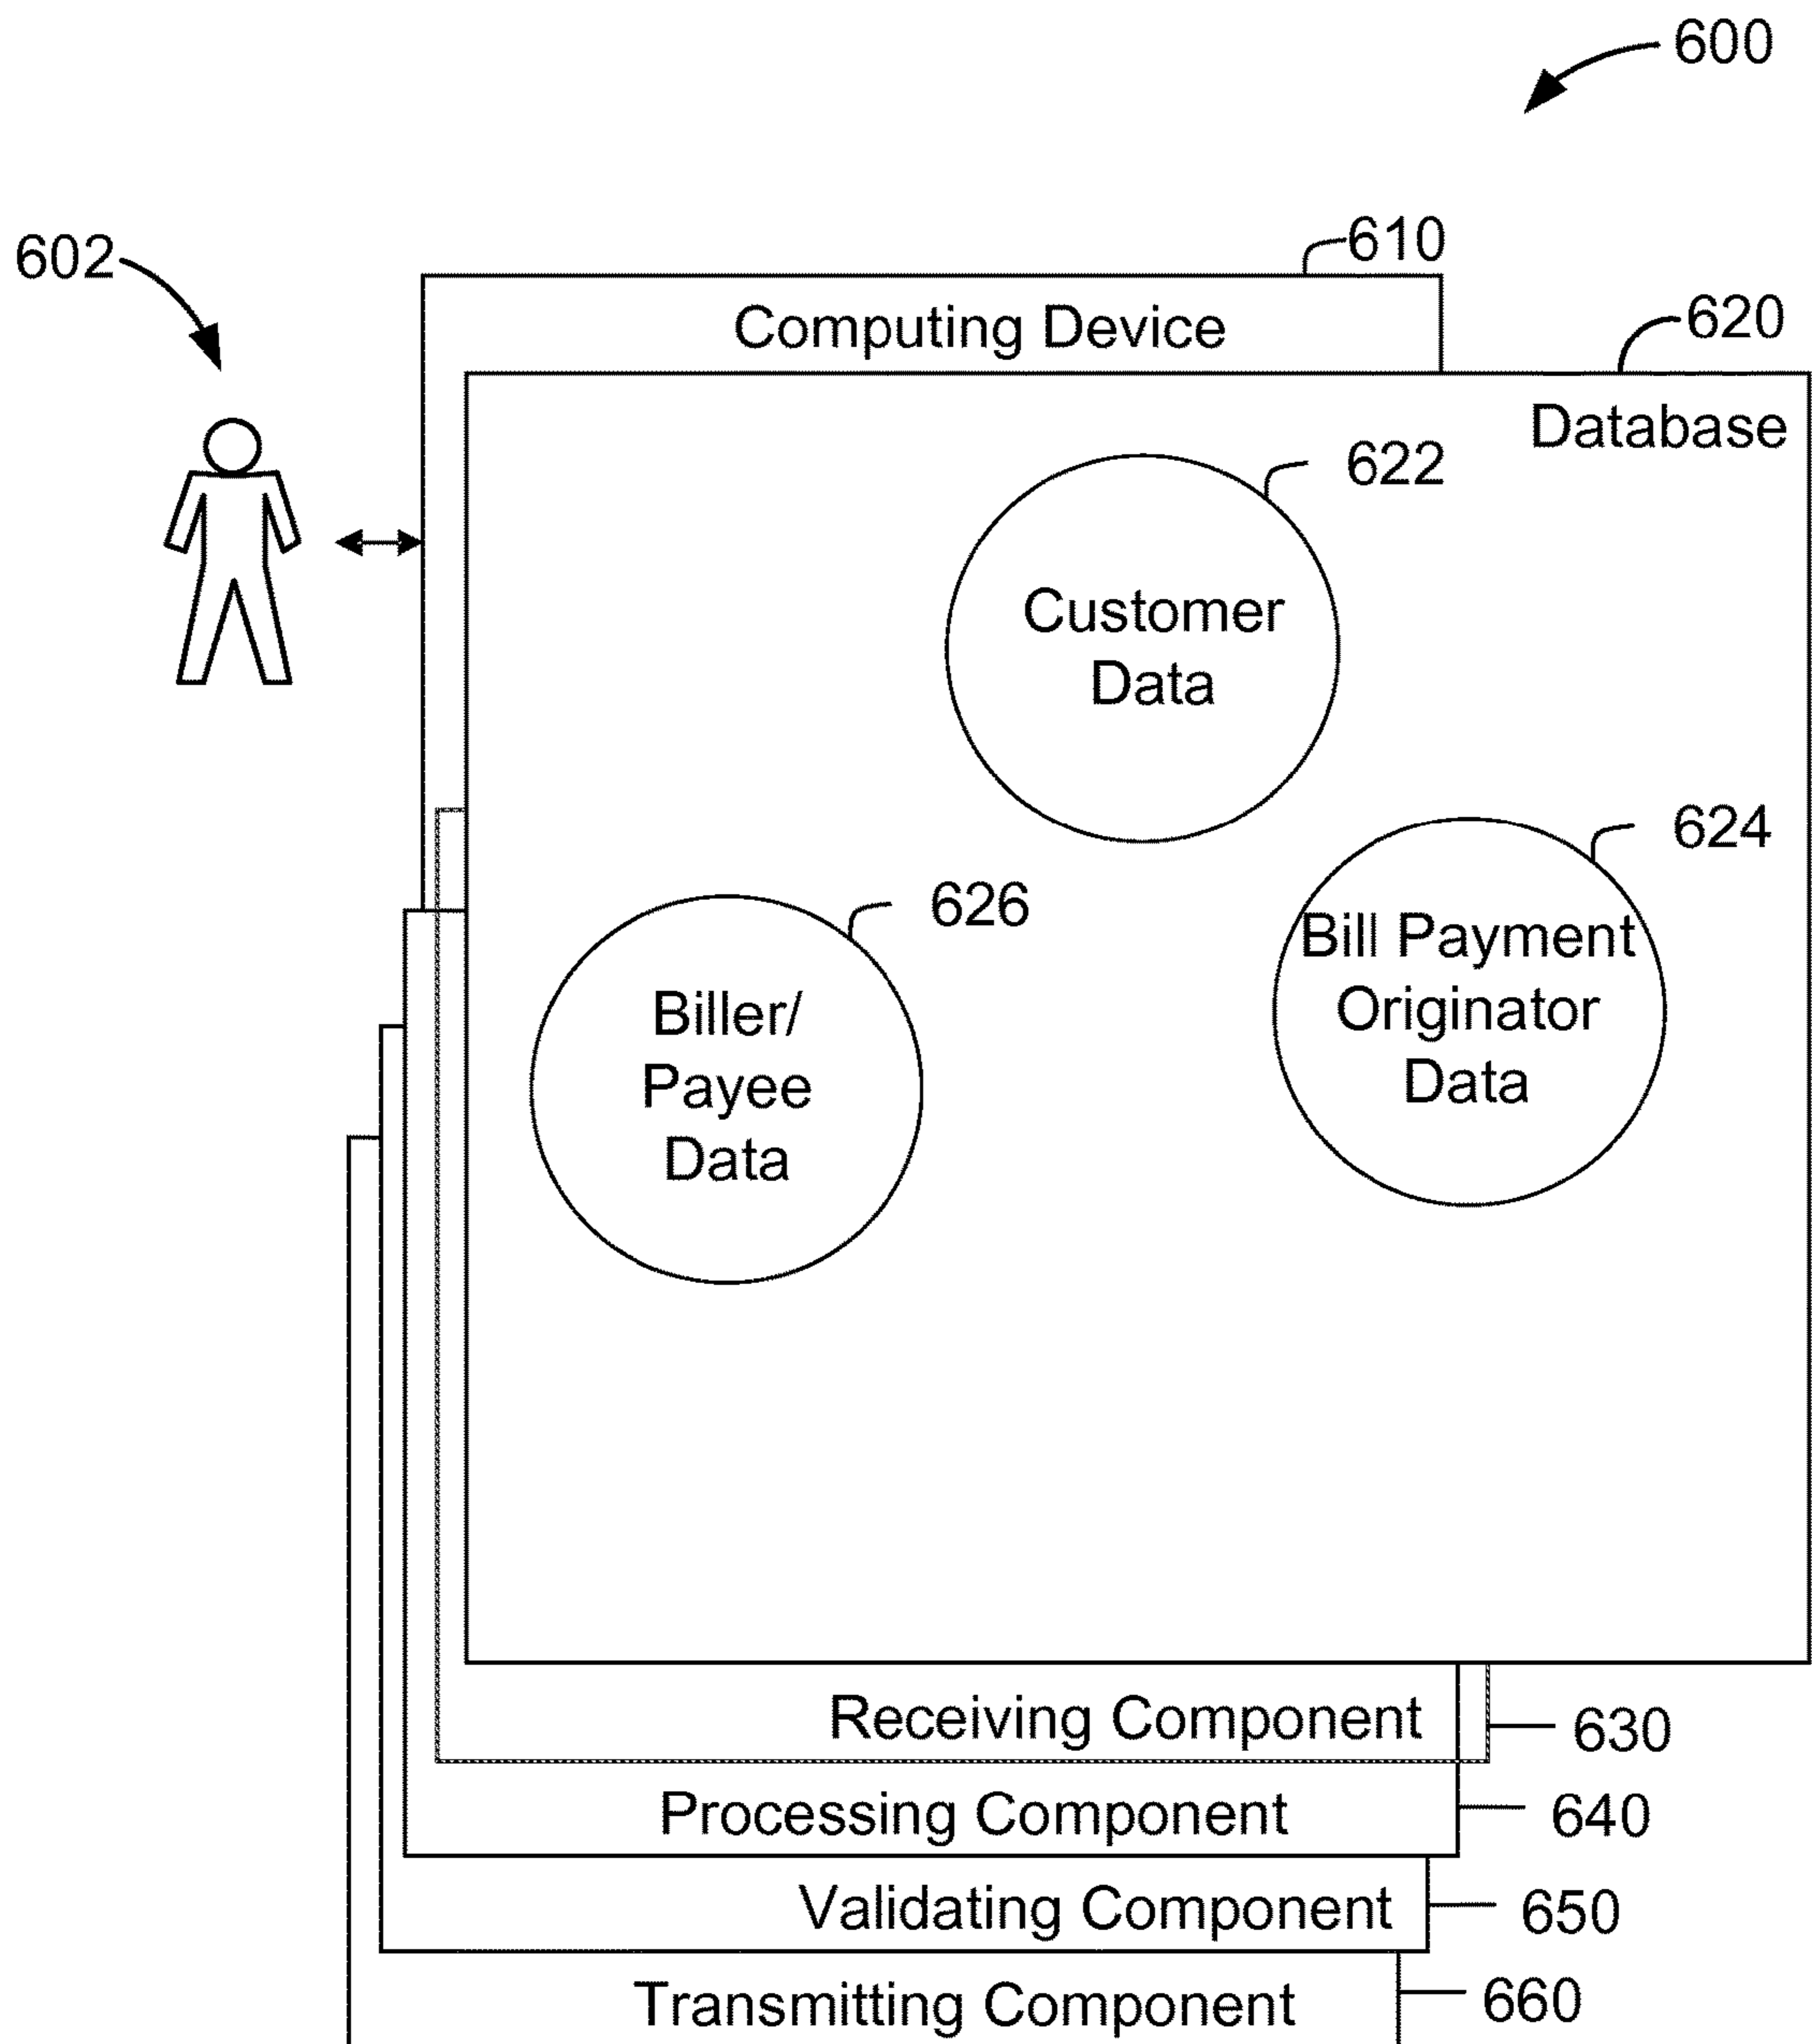 600
610
602
Computing Device
620
Database
622
Customer
Data
624
626
Bill Payment
Originator
Data
Biller/
Payee
Data
Receiving Component
630
Processing Component
640
Validating Component
650
Transmitting Component
660